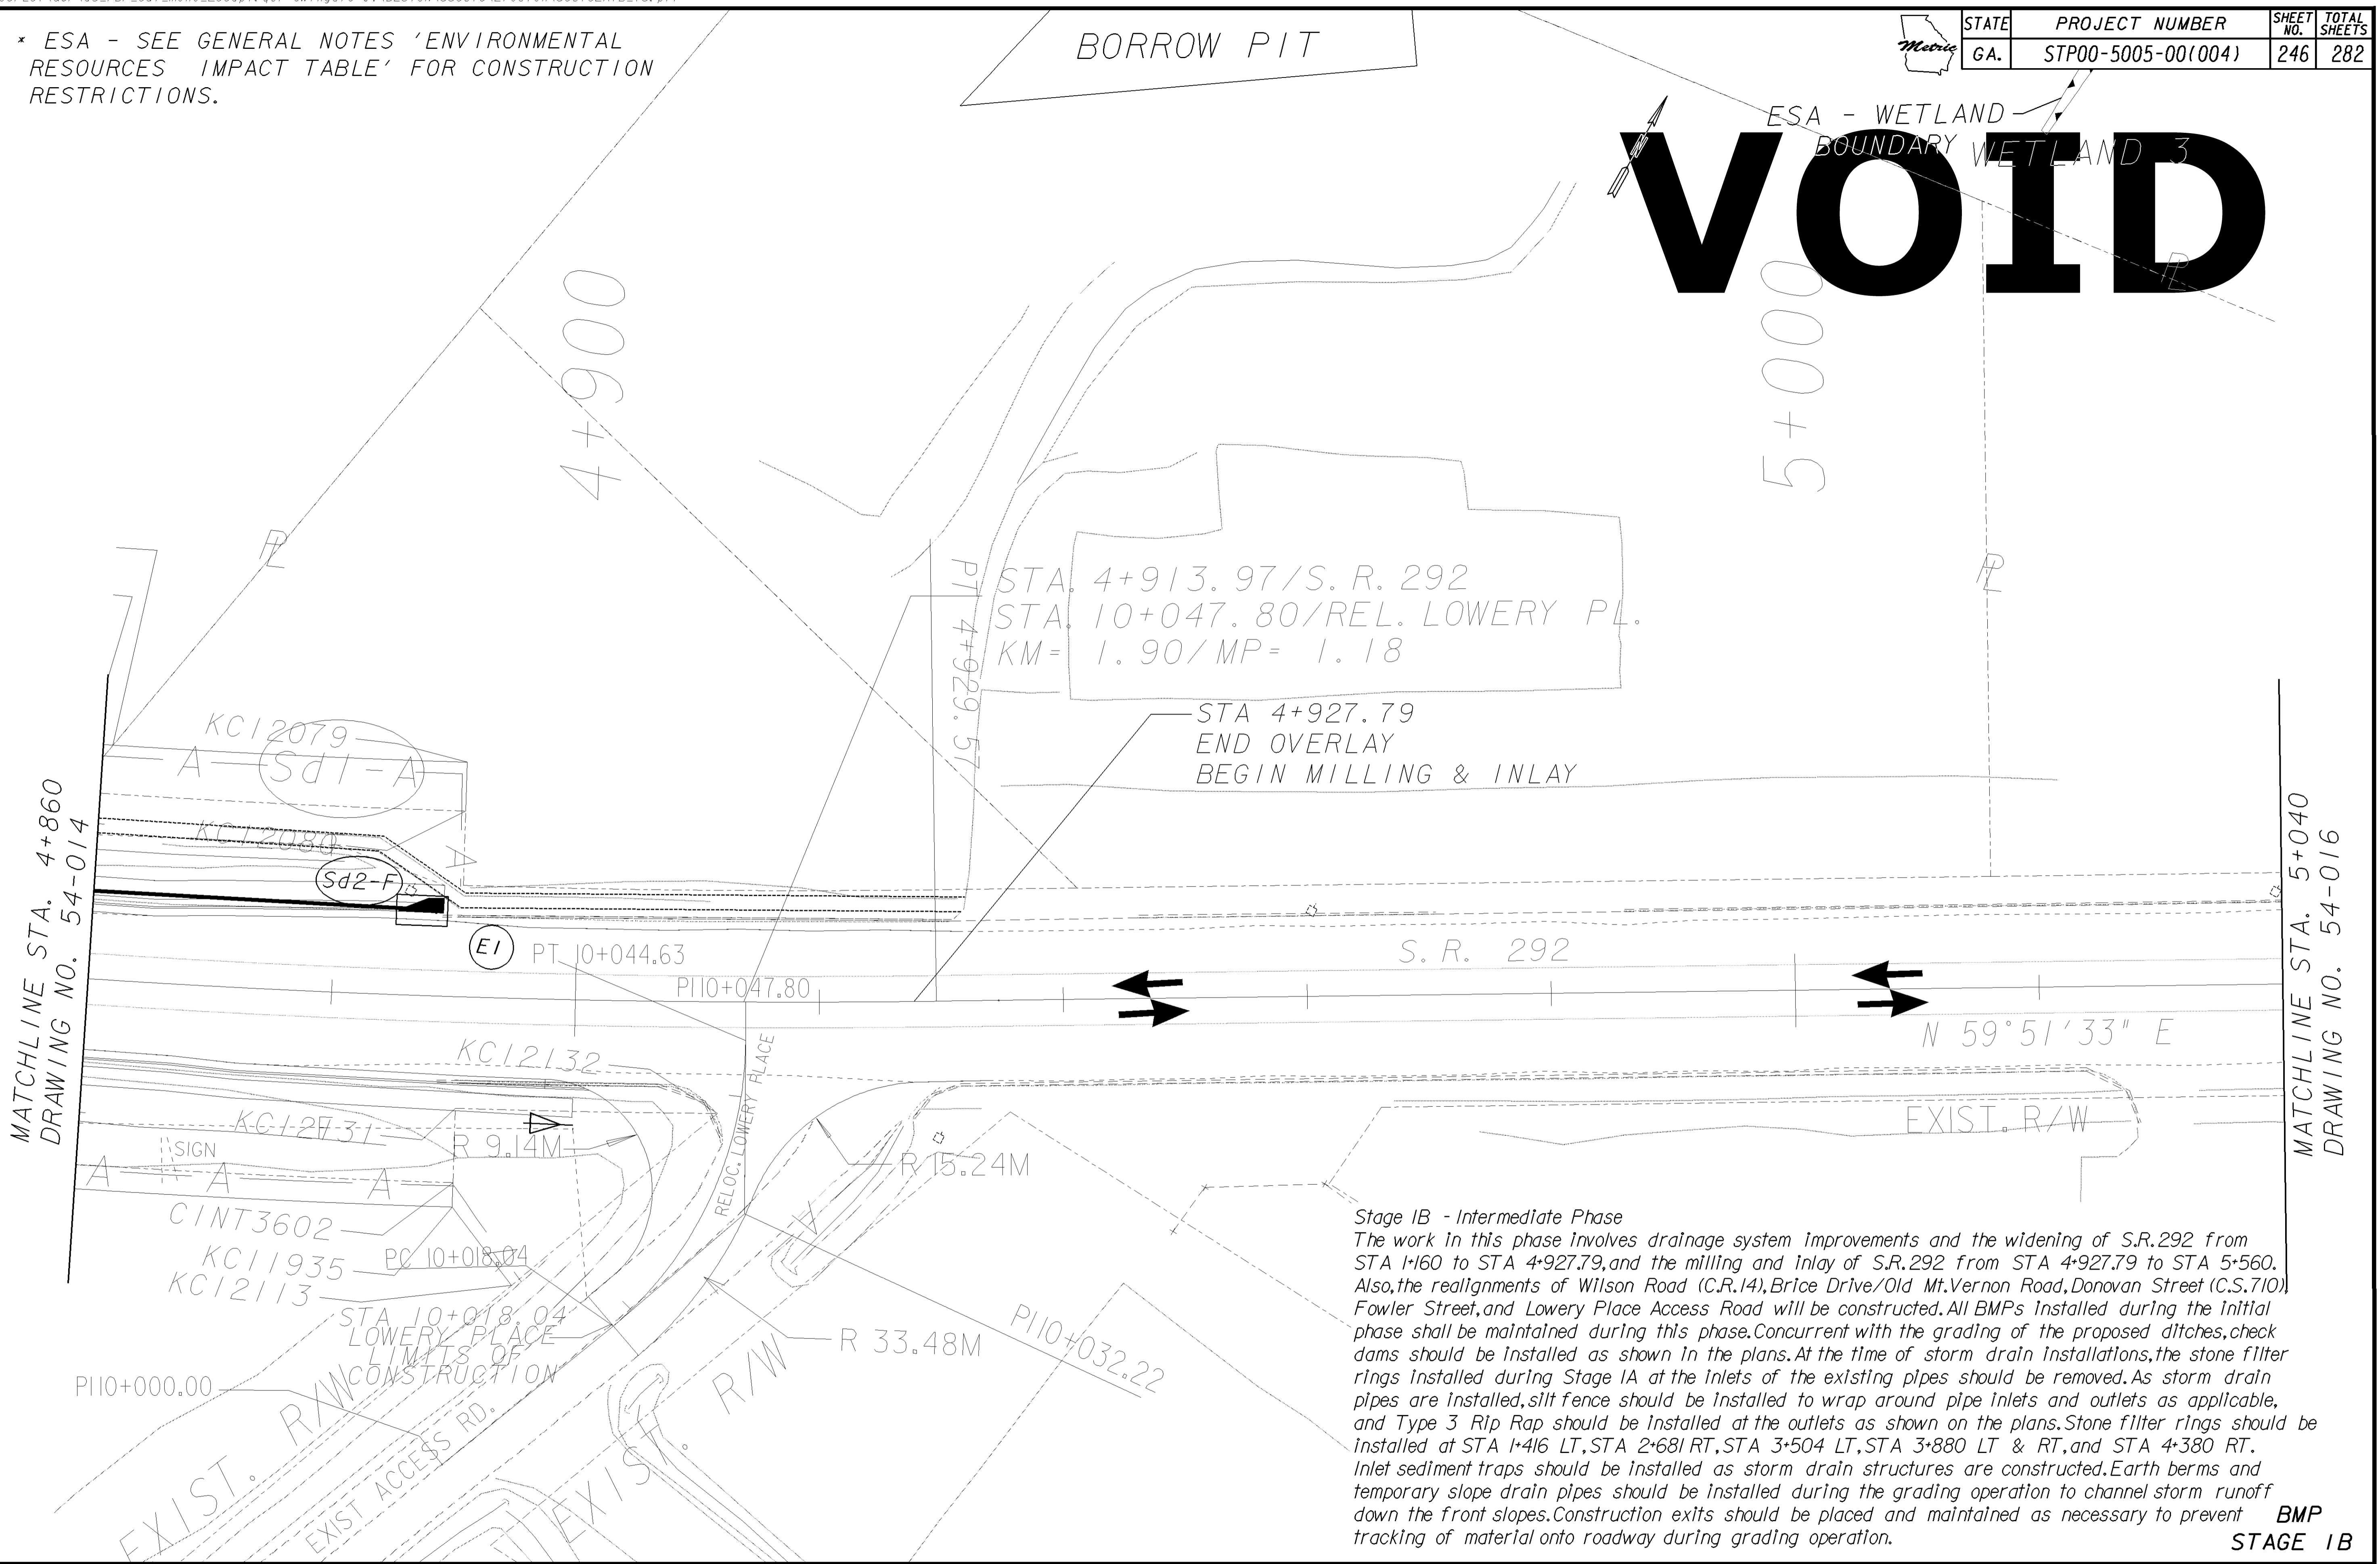 * ESA - SEE GENERAL NOTES 'ENVIRONMENTAL
RESOURCES IMPACT TABLE' FOR CONSTRUCTION
RESTRICTIONS.
BORROW PIT
Metric
STATE
PROJECT NUMBER
SHEET NO.
TOTAL SHEETS
GA.
STP00-5005-00(004)
246
282
ESA - WETLAND
BOUNDARY
WETLAND 3
VOID
N
4+900
5+000
PL
PL
PL
STA. 4+913.97/S.R. 292
STA. 10+047.80/REL. LOWERY PL.
KM= 1.90/MP= 1.18
PT 4+929.57
STA 4+927.79
END OVERLAY
BEGIN MILLING & INLAY
KC12079
A Sd1-A
KC12080
A
Sd2-F
E1
MATCHLINE STA. 4+860
DRAWING NO. 54-014
MATCHLINE STA. 5+040
DRAWING NO. 54-016
PT 10+044.63
PI10+047.80
S.R. 292
N 59°51'33" E
KC12132
RELOC. LOWERY PLACE
R 9.14M
R 15.24M
EXIST. R/W
SIGN
A A A
CINT3602
KC11935
KC12113
PC 10+018.04
STA 10+018.04
LOWERY PLACE
LIMITS OF
CONSTRUCTION
PI10+000.00
R 33.48M
PI10+032.22
EXIST. R/W
EXIST ACCESS RD.
EXIST. R/W
Stage 1B - Intermediate Phase
The work in this phase involves drainage system improvements and the widening of S.R.292 from
STA 1+160 to STA 4+927.79,and the milling and inlay of S.R.292 from STA 4+927.79 to STA 5+560.
Also,the realignments of Wilson Road (C.R.14),Brice Drive/Old Mt.Vernon Road,Donovan Street (C.S.710),
Fowler Street,and Lowery Place Access Road will be constructed.All BMPs installed during the initial
phase shall be maintained during this phase.Concurrent with the grading of the proposed ditches,check
dams should be installed as shown in the plans.At the time of storm drain installations,the stone filter
rings installed during Stage 1A at the inlets of the existing pipes should be removed.As storm drain
pipes are installed,silt fence should be installed to wrap around pipe inlets and outlets as applicable,
and Type 3 Rip Rap should be installed at the outlets as shown on the plans.Stone filter rings should be
installed at STA 1+416 LT,STA 2+681 RT,STA 3+504 LT,STA 3+880 LT & RT,and STA 4+380 RT.
Inlet sediment traps should be installed as storm drain structures are constructed.Earth berms and
temporary slope drain pipes should be installed during the grading operation to channel storm runoff
down the front slopes.Construction exits should be placed and maintained as necessary to prevent
tracking of material onto roadway during grading operation.
BMP
STAGE 1B